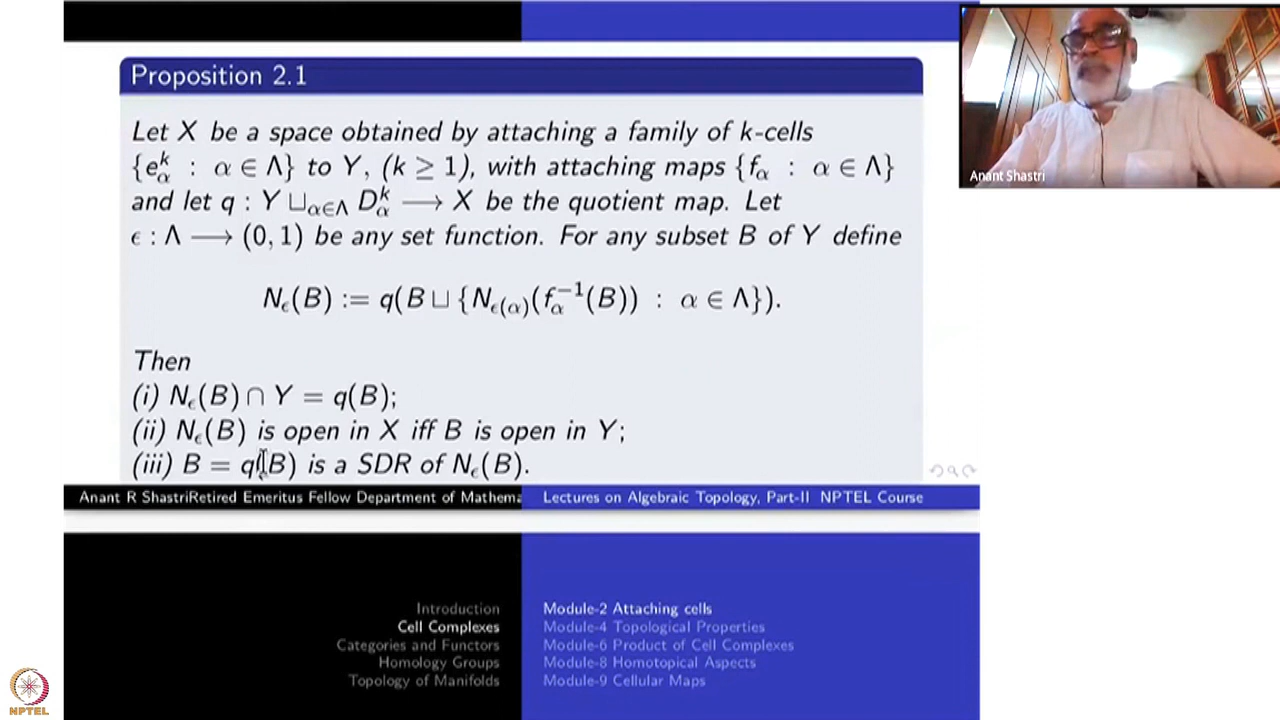 Proposition 2.1
Let X be a space obtained by attaching a family of k-cells
{e^k_α : α ∈ Λ} to Y, (k ≥ 1), with attaching maps {f_α : α ∈ Λ}
and let q : Y ⊔_{α∈Λ} D^k_α ⟶ X be the quotient map. Let
ϵ : Λ ⟶ (0, 1) be any set function. For any subset B of Y define
N_ϵ(B) := q(B ⊔ {N_{ϵ(α)}(f_α^{-1}(B)) : α ∈ Λ}).
Then
(i) N_ϵ(B) ∩ Y = q(B);
(ii) N_ϵ(B) is open in X iff B is open in Y;
(iii) B = q(B) is a SDR of N_ϵ(B).
Anant R ShastriRetired Emeritus Fellow Department of Mathema
Lectures on Algebraic Topology, Part-II NPTEL Course
Introduction
Cell Complexes
Categories and Functors
Homology Groups
Topology of Manifolds
Module-2 Attaching cells
Module-4 Topological Properties
Module-6 Product of Cell Complexes
Module-8 Homotopical Aspects
Module-9 Cellular Maps
Anant Shastri
NPTEL